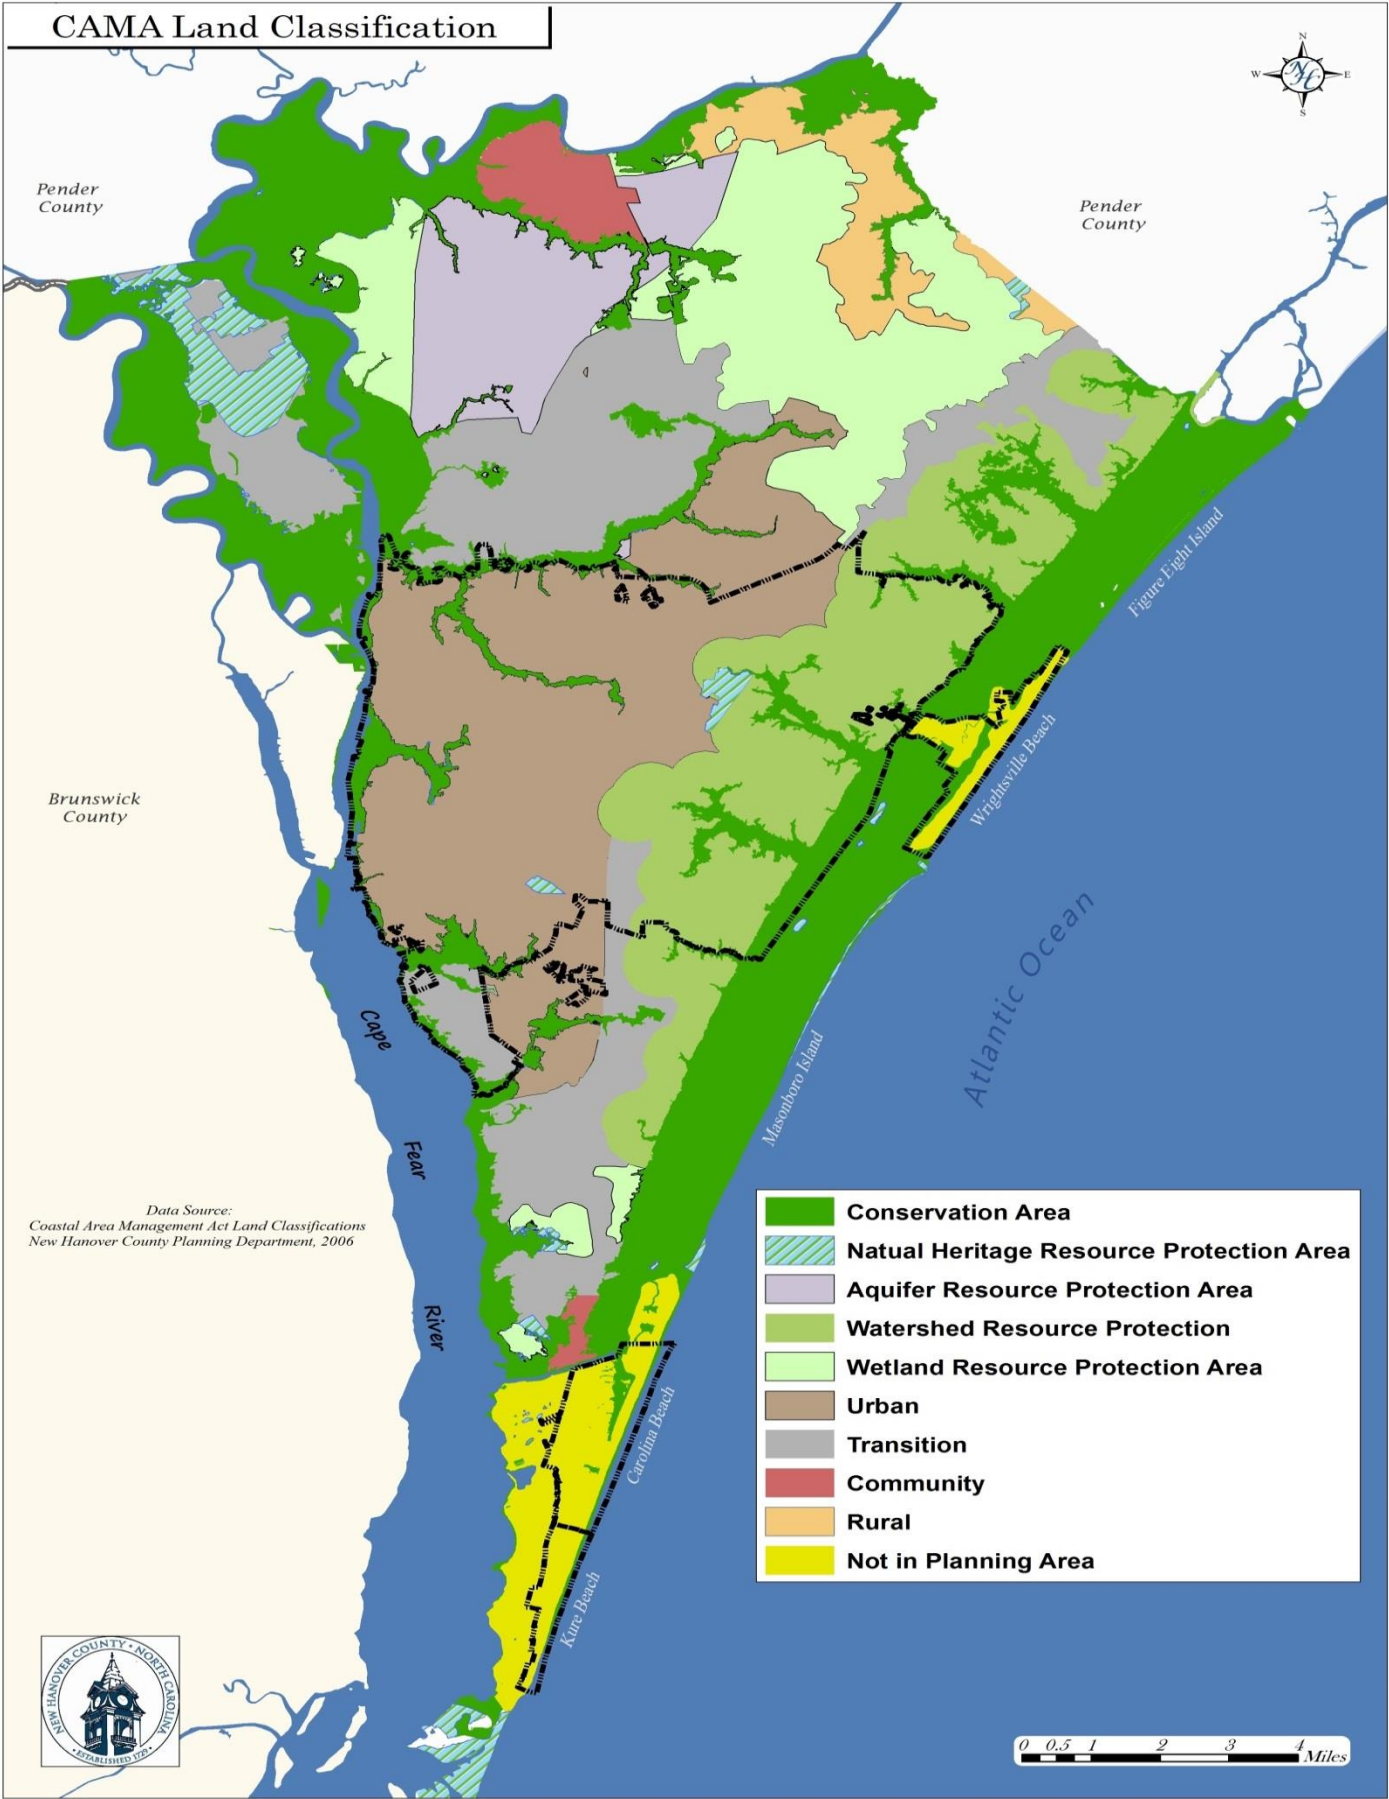 CAMA Land Classification
N
W
E
S
NHC
Pender
County
Pender
County
Brunswick
County
Figure Eight Island
Wrightsville Beach
Atlantic Ocean
Masonboro Island
Cape
Fear
River
Carolina Beach
Kure Beach
Data Source:
Coastal Area Management Act Land Classifications
New Hanover County Planning Department, 2006
Conservation Area
Natual Heritage Resource Protection Area
Aquifer Resource Protection Area
Watershed Resource Protection
Wetland Resource Protection Area
Urban
Transition
Community
Rural
Not in Planning Area
NEW HANOVER COUNTY • NORTH CAROLINA
• ESTABLISHED 1729 •
0 0.5 1 2 3 4
Miles